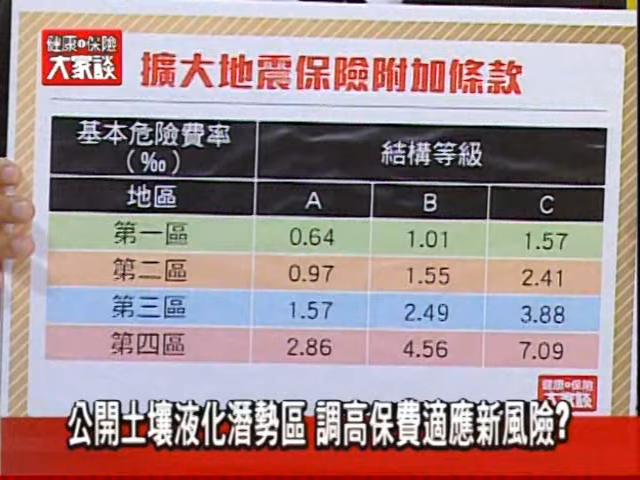 健康e保險
大家談
擴大地震保險附加條款
基本危險費率
(‰)
結構等級
地區 A B C
第一區 0.64 1.01 1.57
第二區 0.97 1.55 2.41
第三區 1.57 2.49 3.88
第四區 2.86 4.56 7.09
健康e保險
大家談
公開土壤液化潛勢區 調高保費適應新風險?